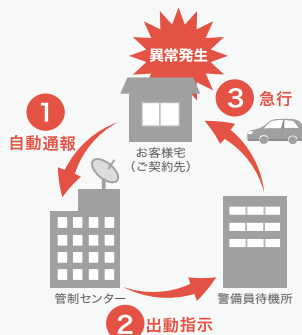 異常発生
1
自動通報
3 急行
お客様宅
（ご契約先）
管制センター
警備員待機所
2 出動指示